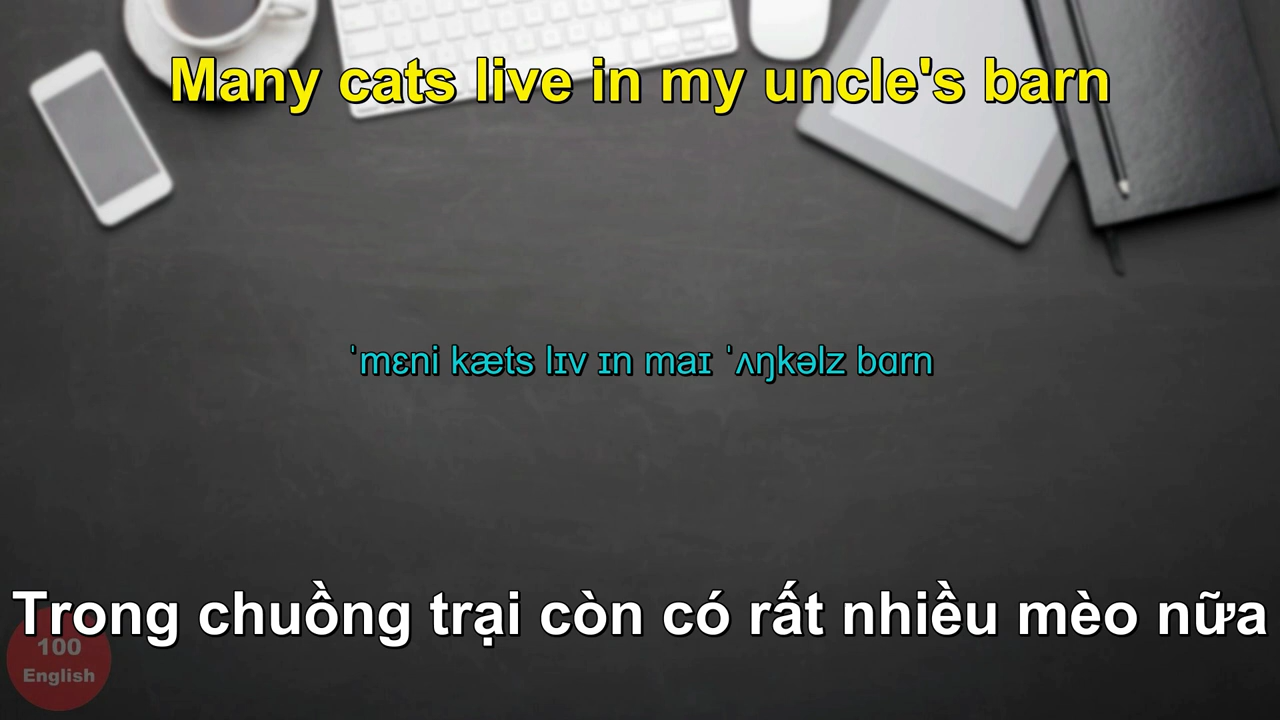 Many cats live in my uncle's barn
ˈmɛni kæts lɪv ɪn maɪ ˈʌŋkəlz bɑrn
Trong chuồng trại còn có rất nhiều mèo nữa
100
English